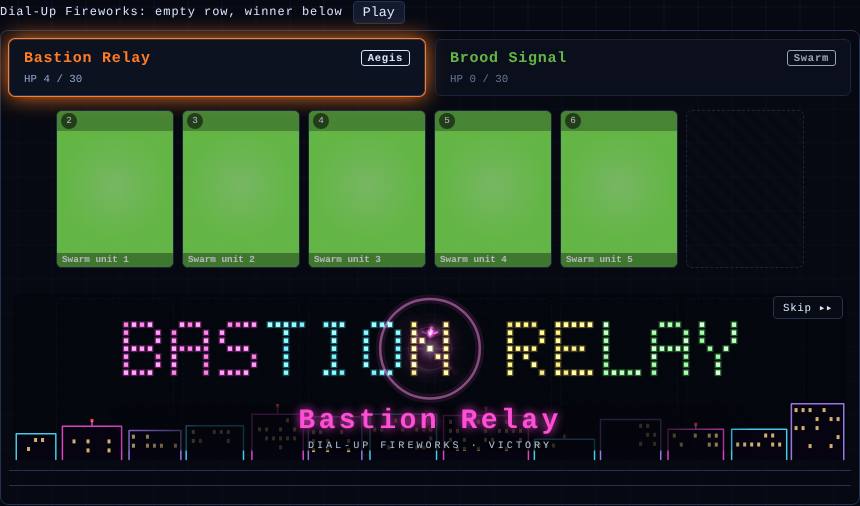 Dial-Up Fireworks: empty row, winner below Play
Bastion Relay Aegis
HP 4 / 30
Brood Signal Swarm
HP 0 / 30
2 3 4 5 6
Swarm unit 1 Swarm unit 2 Swarm unit 3 Swarm unit 4 Swarm unit 5
Skip ▸▸
BASTION RELAY
Bastion Relay
DIAL-UP FIREWORKS · VICTORY